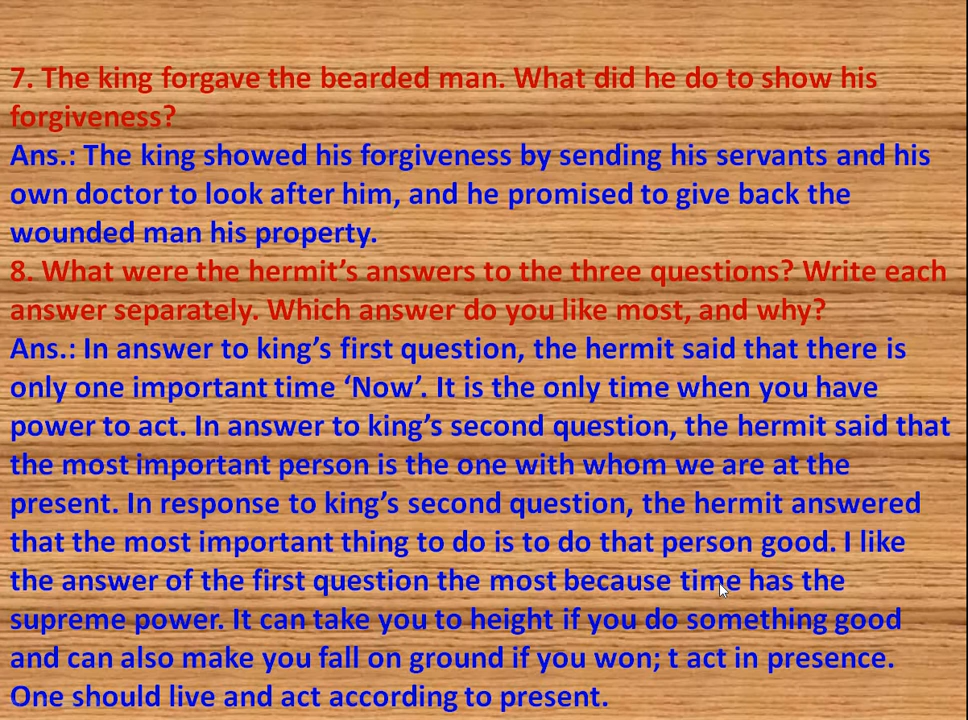 7. The king forgave the bearded man. What did he do to show his
forgiveness?
Ans.: The king showed his forgiveness by sending his servants and his
own doctor to look after him, and he promised to give back the
wounded man his property.
8. What were the hermit’s answers to the three questions? Write each
answer separately. Which answer do you like most, and why?
Ans.: In answer to king’s first question, the hermit said that there is
only one important time ‘Now’. It is the only time when you have
power to act. In answer to king’s second question, the hermit said that
the most important person is the one with whom we are at the
present. In response to king’s second question, the hermit answered
that the most important thing to do is to do that person good. I like
the answer of the first question the most because time has the
supreme power. It can take you to height if you do something good
and can also make you fall on ground if you won; t act in presence.
One should live and act according to present.